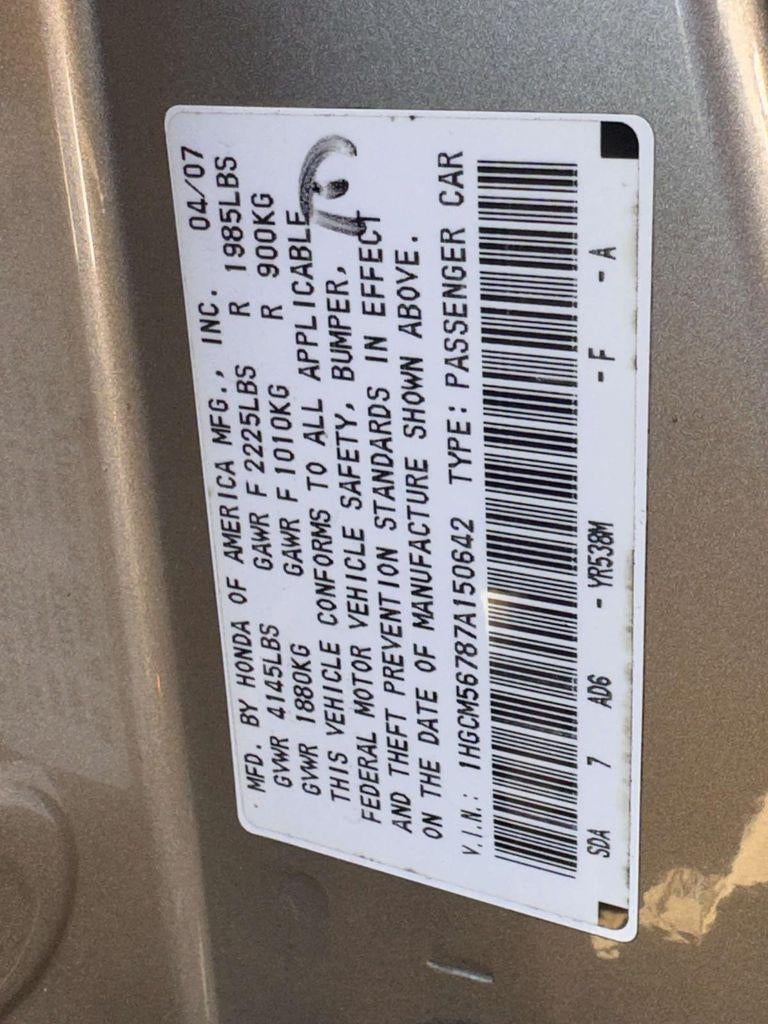 MFD. BY HONDA OF AMERICA MFG., INC. 04/07
GVWR 4145LBS GAWR F 2225LBS R 1985LBS
GVWR 1880KG GAWR F 1010KG R 900KG
THIS VEHICLE CONFORMS TO ALL APPLICABLE
FEDERAL MOTOR VEHICLE SAFETY, BUMPER,
AND THEFT PREVENTION STANDARDS IN EFFECT
ON THE DATE OF MANUFACTURE SHOWN ABOVE.
V.I.N.: 1HGCM56787A150642 TYPE: PASSENGER CAR
SDA 7 AD6 - YR538M - F - A